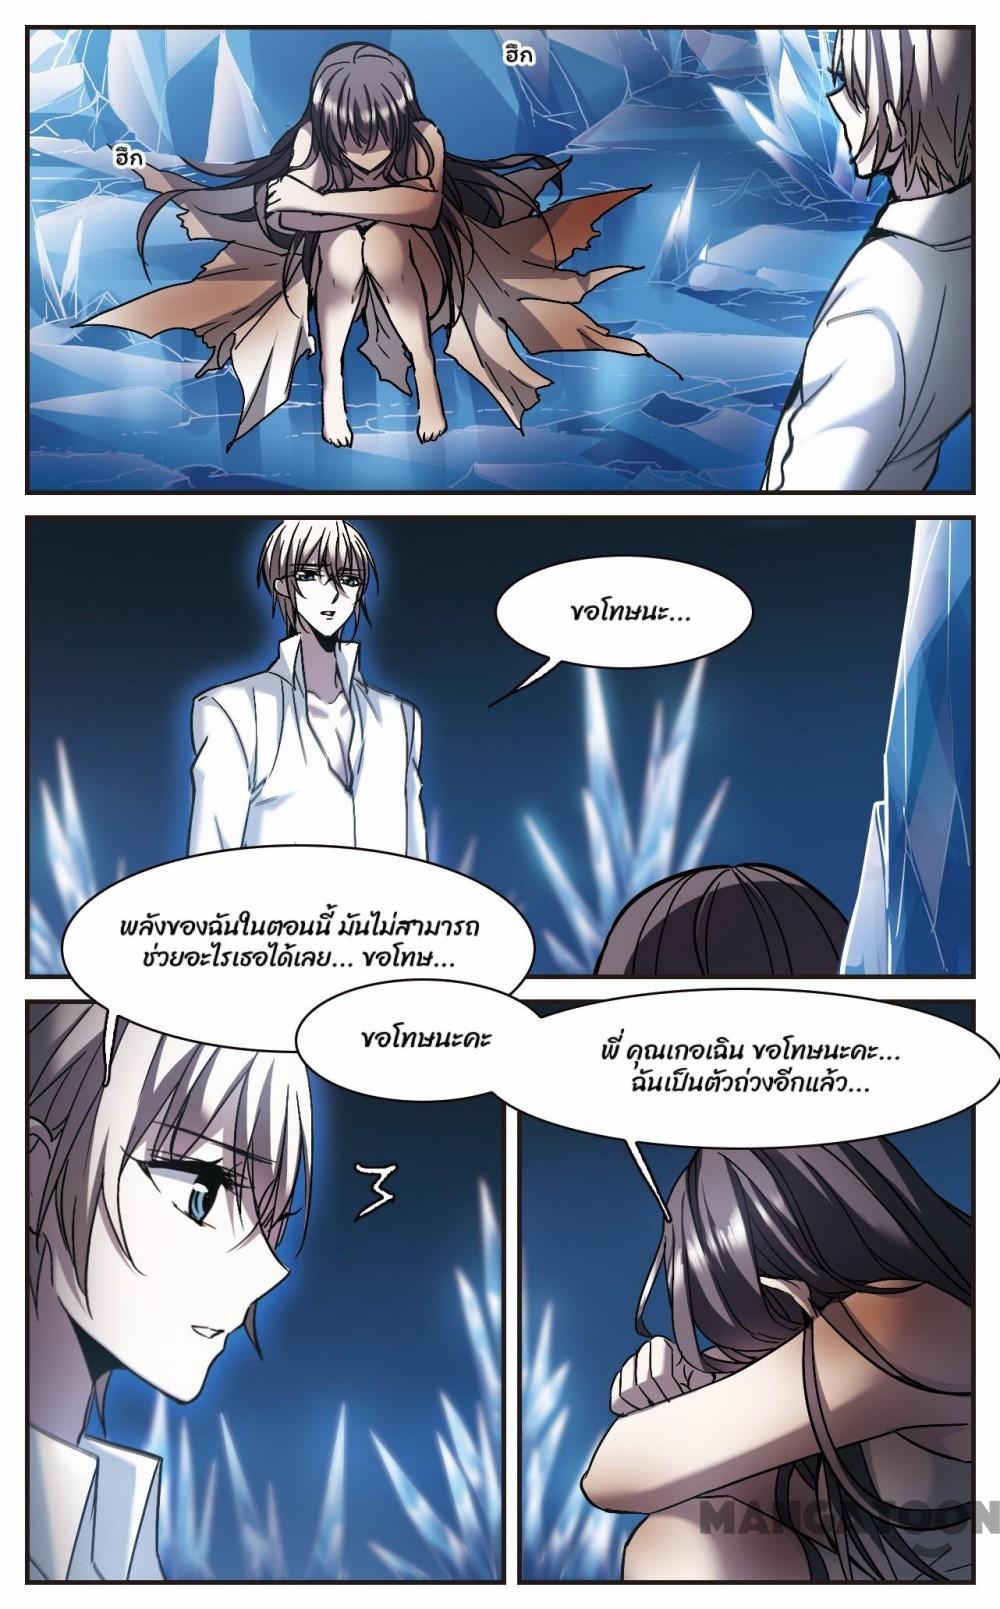 ฮึก
ฮึก
ขอโทษนะ...
พลังของฉันในตอนนี้ มันไม่สามารถ
ช่วยอะไรเธอได้เลย... ขอโทษ...
ขอโทษนะคะ
พี่ คุณเกอเฉิน ขอโทษนะคะ...
ฉันเป็นตัวถ่วงอีกแล้ว...
MANGATOON